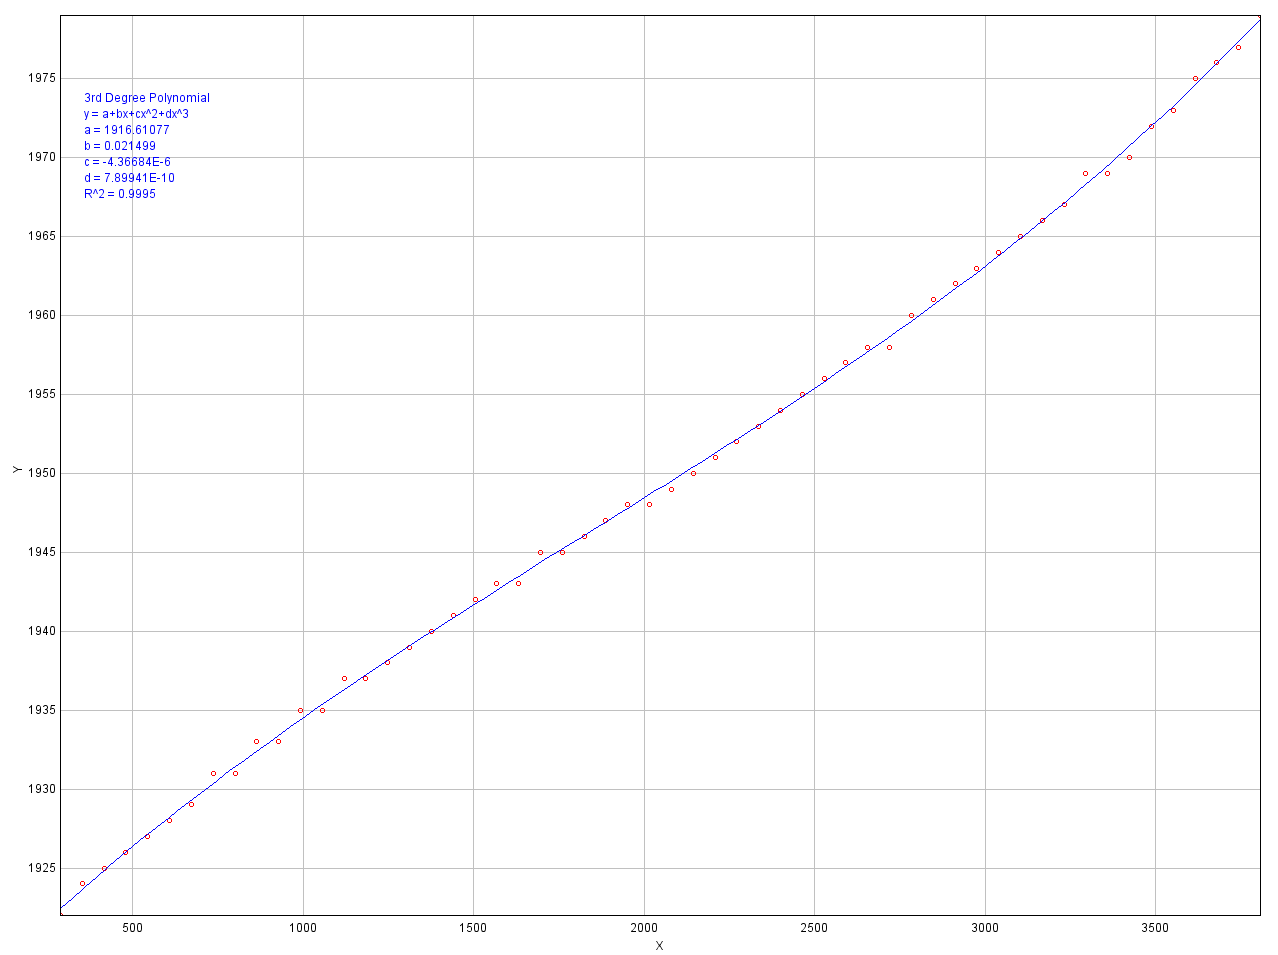 3rd Degree Polynomial
y = a+bx+cx^2+dx^3
a = 1916.61077
b = 0.021499
c = -4.36684E-6
d = 7.89941E-10
R^2 = 0.9995
1975
1970
1965
1960
1955
1950
1945
1940
1935
1930
1925
Y
500 1000 1500 2000 2500 3000 3500
X